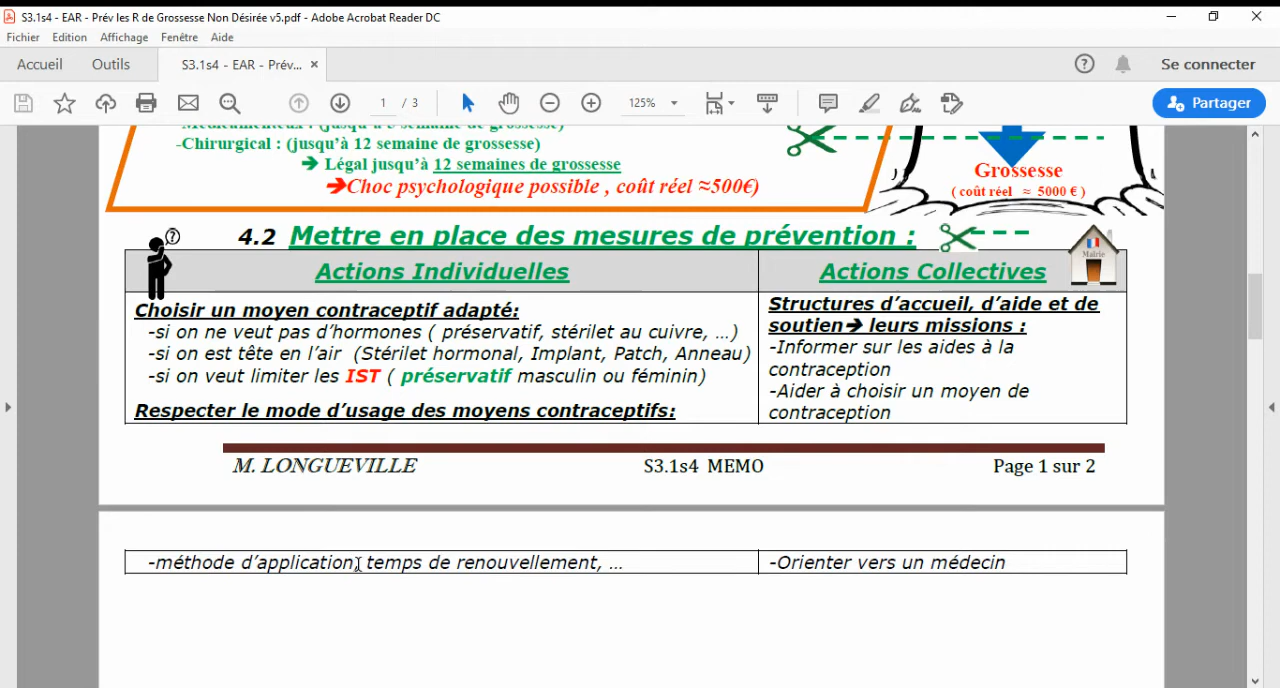 S3.1s4 - EAR - Prév les R de Grossesse Non Désirée v5.pdf - Adobe Acrobat Reader DC
Fichier Edition Affichage Fenêtre Aide
Accueil Outils S3.1s4 - EAR - Prév... × Se connecter
1 / 3 125% Partager
-Médicamenteux : (jusqu'à 5 semaine de grossesse)
-Chirurgical : (jusqu'à 12 semaine de grossesse)
➔ Légal jusqu'à 12 semaines de grossesse
➔Choc psychologique possible , coût réel ≈500€)
Grossesse
( coût réel ≈ 5000 € )
4.2 Mettre en place des mesures de prévention :
?
Mairie
Actions Individuelles
Choisir un moyen contraceptif adapté:
-si on ne veut pas d'hormones ( préservatif, stérilet au cuivre, ...)
-si on est tête en l'air (Stérilet hormonal, Implant, Patch, Anneau)
-si on veut limiter les IST ( préservatif masculin ou féminin)
Respecter le mode d'usage des moyens contraceptifs:
Actions Collectives
Structures d'accueil, d'aide et de
soutien➔ leurs missions :
-Informer sur les aides à la
contraception
-Aider à choisir un moyen de
contraception
M. LONGUEVILLE S3.1s4 MEMO Page 1 sur 2
-méthode d'application, temps de renouvellement, ...
-Orienter vers un médecin